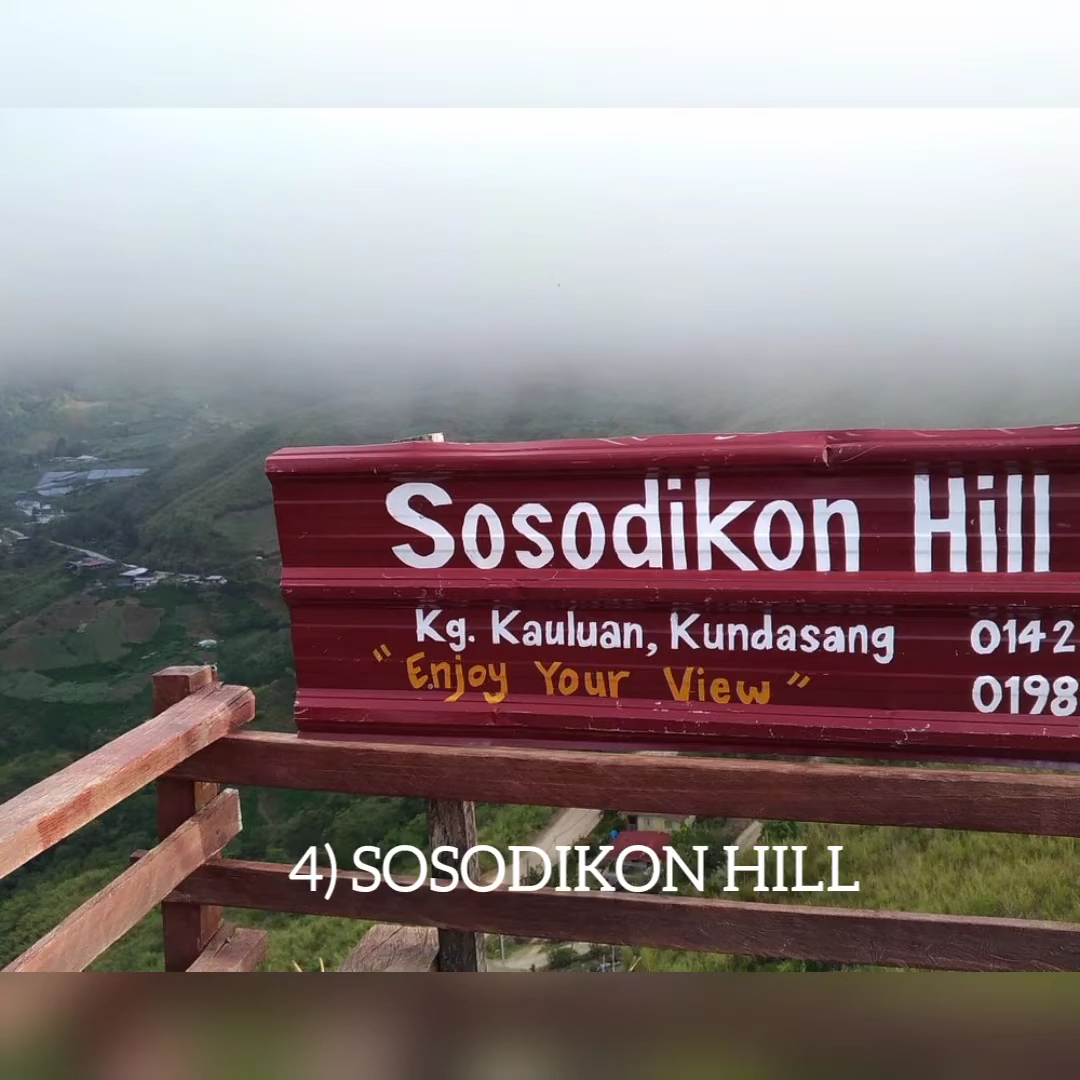 Sosodikon Hill
Kg. Kauluan, Kundasang 0142
"Enjoy Your View" 0198
4) SOSODIKON HILL